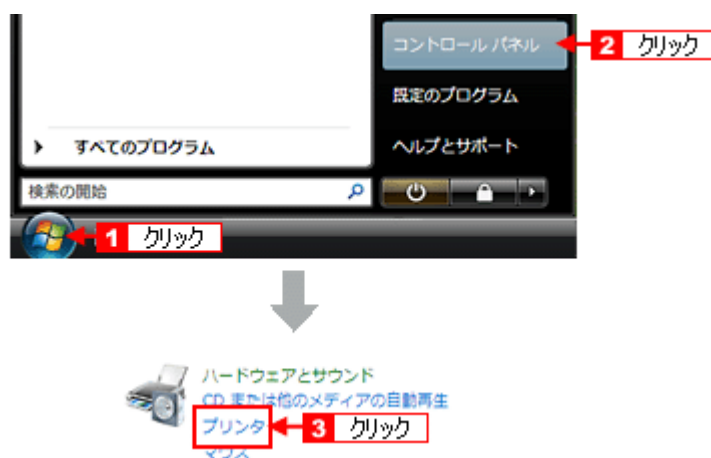 コントロール パネル
2 クリック
既定のプログラム
すべてのプログラム
ヘルプとサポート
検索の開始
1 クリック
ハードウェアとサウンド
CD または他のメディアの自動再生
プリンタ
3 クリック
マウス